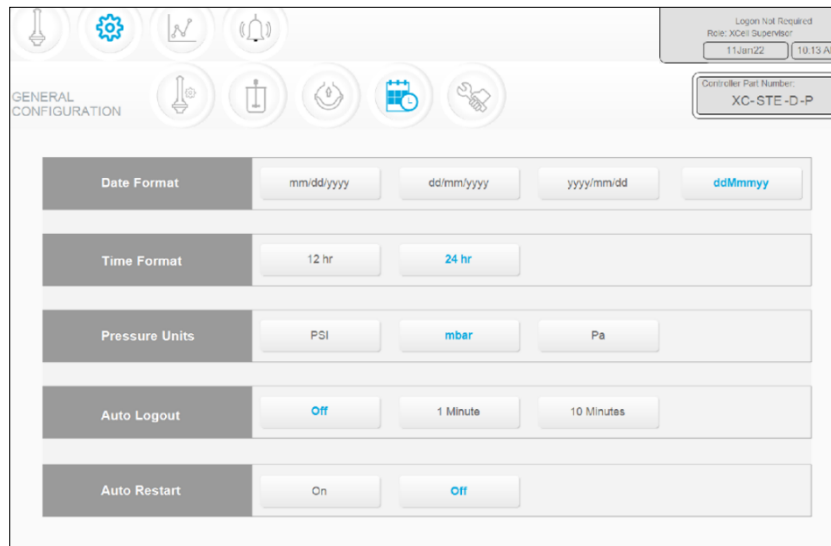 Logon Not Required
Role: XCell Supervisor
11Jan22 10:13 A
GENERAL
CONFIGURATION
Controller Part Number:
XC-STE-D-P
Date Format mm/dd/yyyy dd/mm/yyyy yyyy/mm/dd ddMmmyy
Time Format 12 hr 24 hr
Pressure Units PSI mbar Pa
Auto Logout Off 1 Minute 10 Minutes
Auto Restart On Off